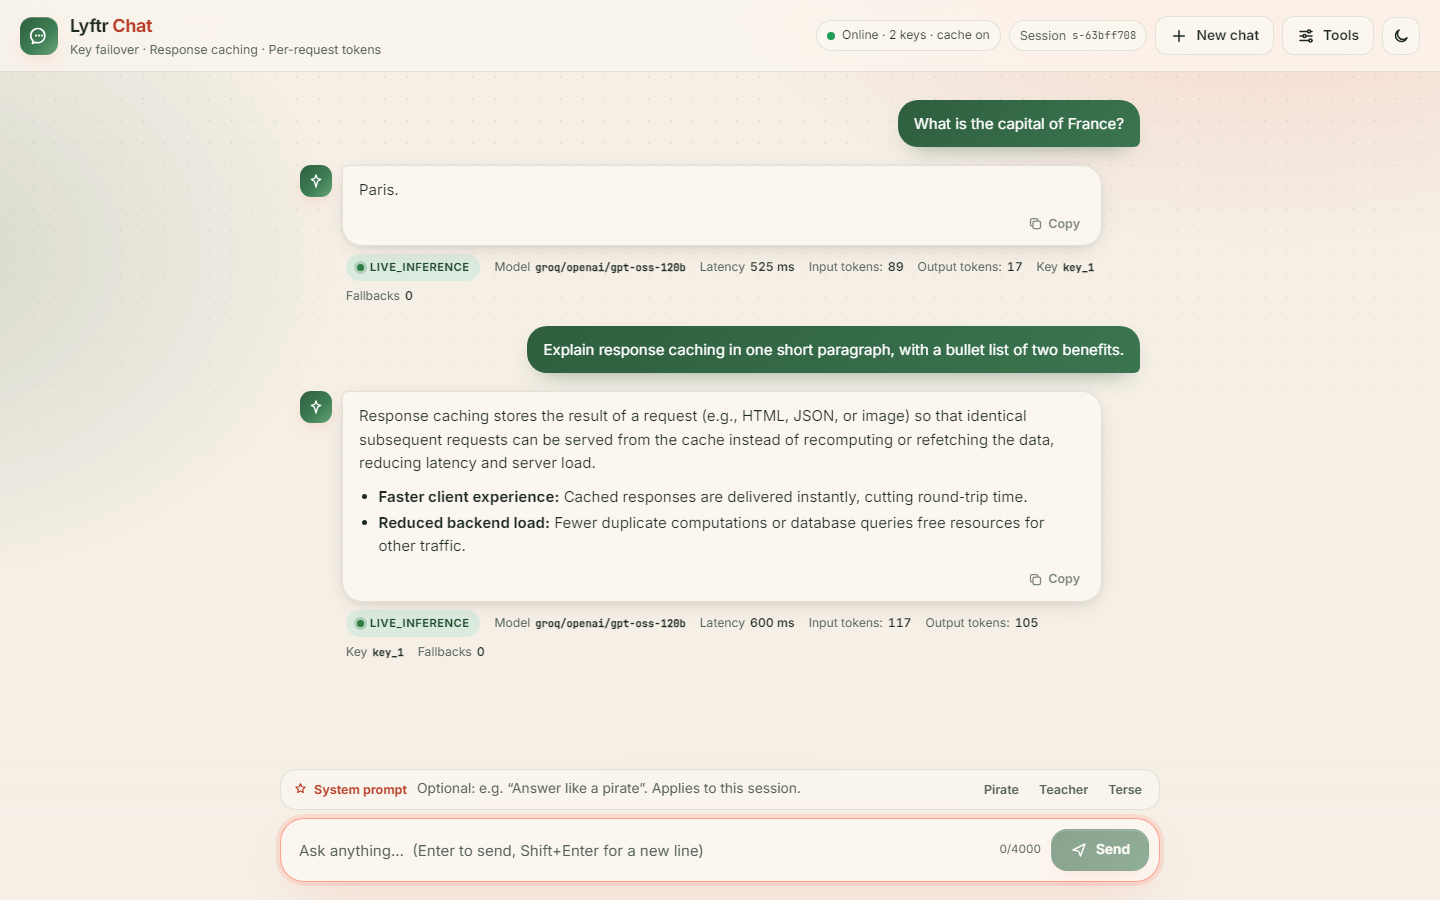 Lyftr Chat
Key failover · Response caching · Per-request tokens
Online · 2 keys · cache on
Session s-63bff708
New chat
Tools
What is the capital of France?
Paris.
Copy
LIVE_INFERENCE Model groq/openai/gpt-oss-120b Latency 525 ms Input tokens: 89 Output tokens: 17 Key key_1
Fallbacks 0
Explain response caching in one short paragraph, with a bullet list of two benefits.
Response caching stores the result of a request (e.g., HTML, JSON, or image) so that identical
subsequent requests can be served from the cache instead of recomputing or refetching the data,
reducing latency and server load.
• Faster client experience: Cached responses are delivered instantly, cutting round-trip time.
• Reduced backend load: Fewer duplicate computations or database queries free resources for
other traffic.
Copy
LIVE_INFERENCE Model groq/openai/gpt-oss-120b Latency 600 ms Input tokens: 117 Output tokens: 105
Key key_1 Fallbacks 0
System prompt Optional: e.g. “Answer like a pirate”. Applies to this session. Pirate Teacher Terse
Ask anything... (Enter to send, Shift+Enter for a new line) 0/4000 Send